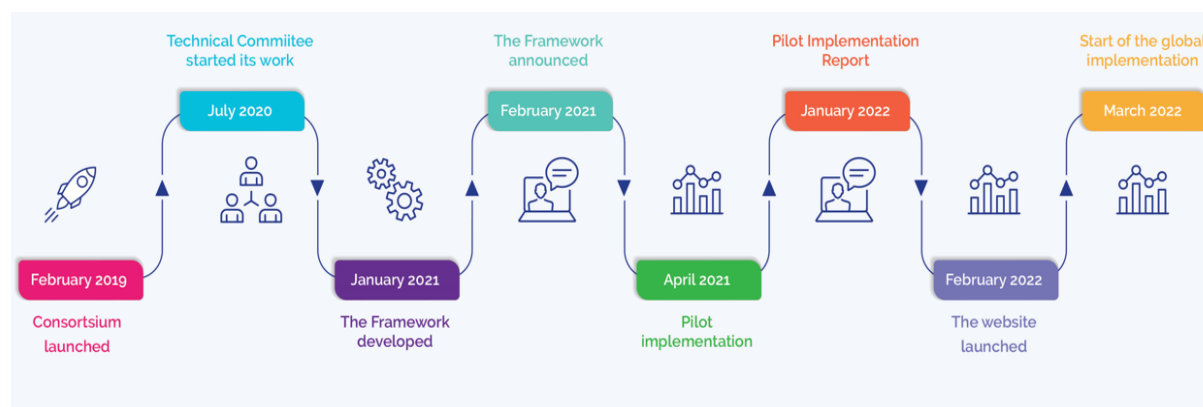 February 2019
Consortsium
launched
Technical Commiitee
started its work
July 2020
January 2021
The Framework
developed
The Framework
announced
February 2021
April 2021
Pilot
implementation
Pilot Implementation
Report
January 2022
February 2022
The website
launched
Start of the global
implementation
March 2022